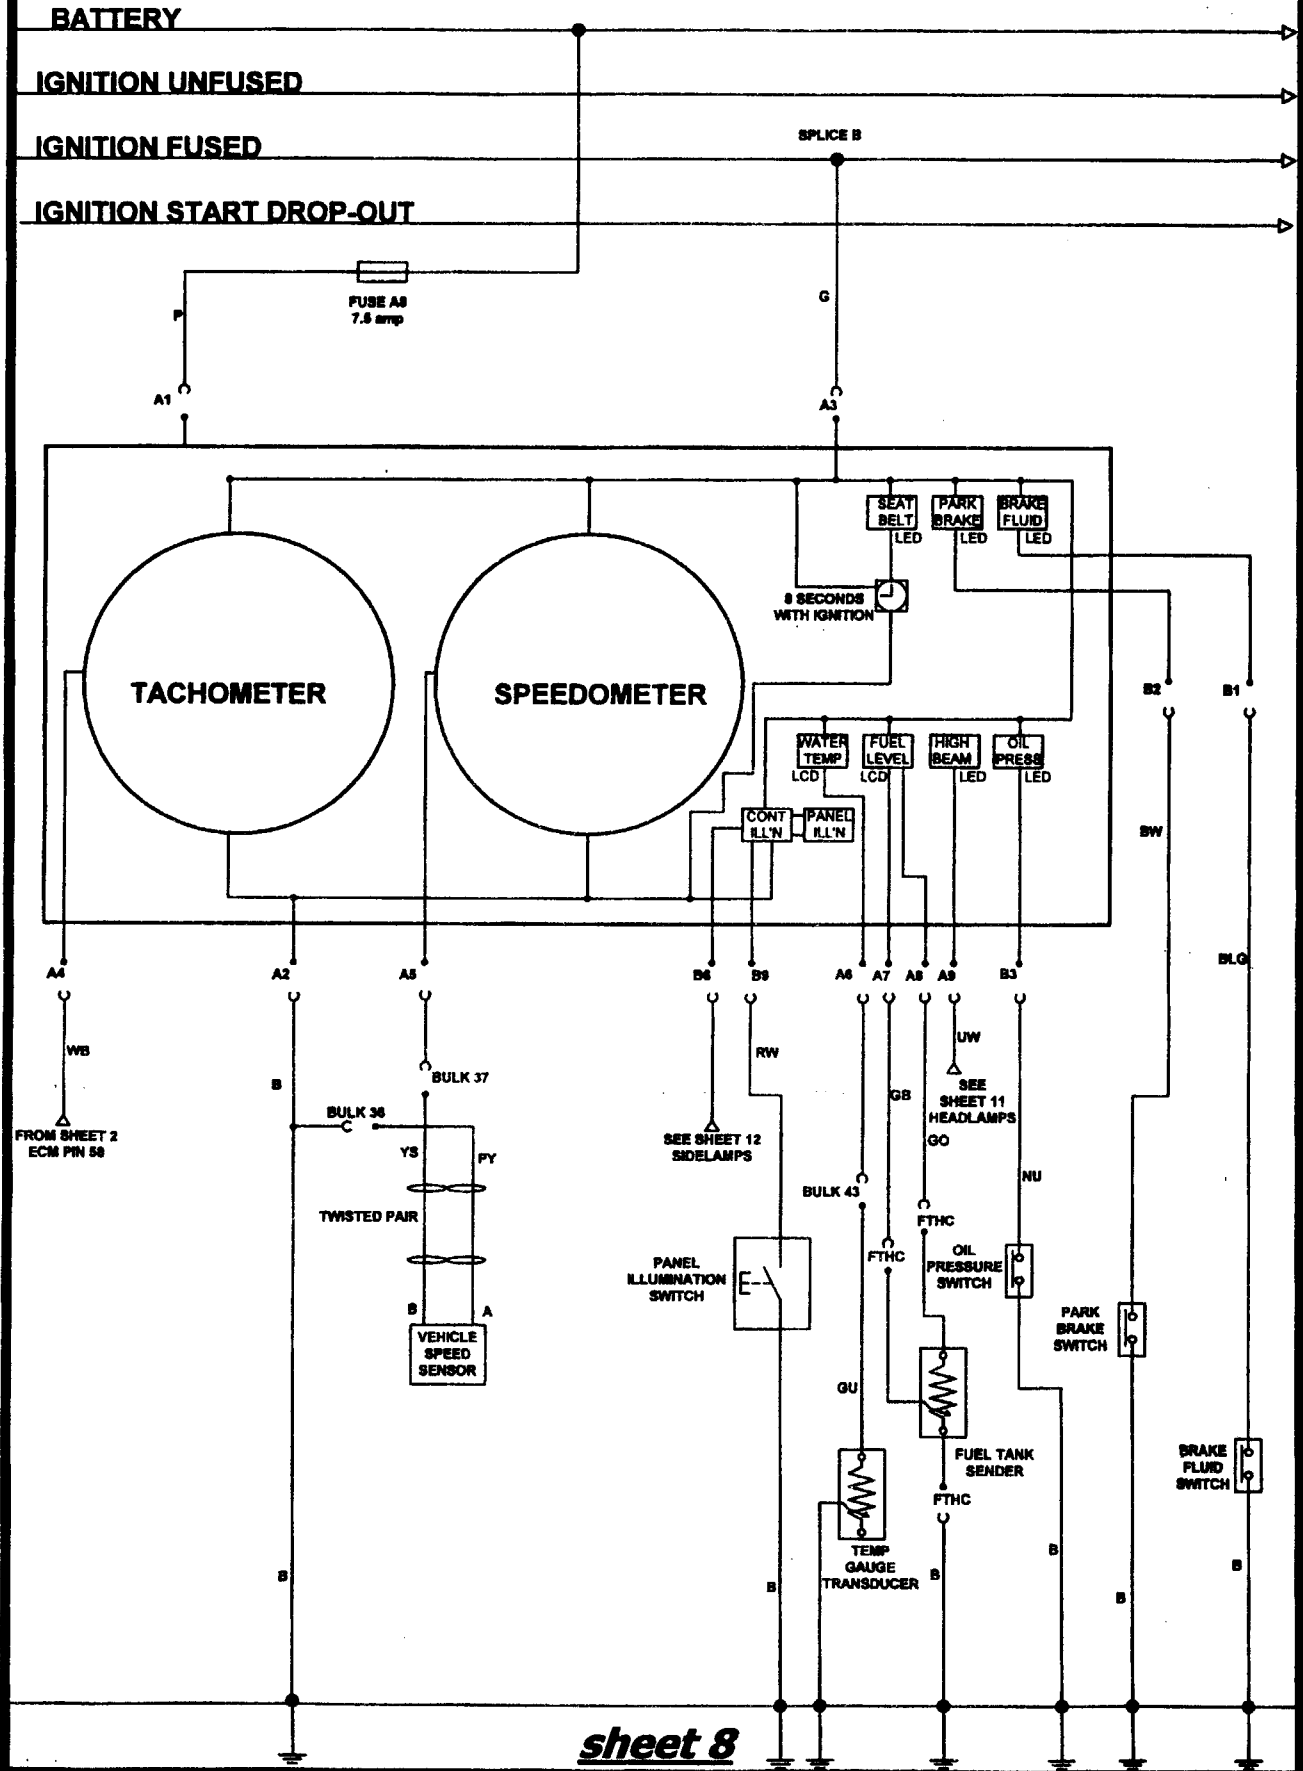 BATTERY
IGNITION UNFUSED
IGNITION FUSED
SPLICE B
IGNITION START DROP-OUT
FUSE A8
7.5 amp
P
G
A1
A3
SEAT
BELT
LED
PARK
BRAKE
LED
BRAKE
FLUID
LED
8 SECONDS
WITH IGNITION
TACHOMETER
SPEEDOMETER
B2
B1
WATER
TEMP
LCD
FUEL
LEVEL
LCD
HIGH
BEAM
LED
OIL
PRESS
LED
CONT
ILL'N
PANEL
ILL'N
BW
BLG
A4
A2
A5
B6
B9
A6
A7
A8
A9
B3
WB
B
BULK 37
RW
UW
SEE
SHEET 11
HEADLAMPS
GB
GO
BULK 36
FROM SHEET 2
ECM PIN 58
YS
PY
SEE SHEET 12
SIDELAMPS
NU
BULK 43
TWISTED PAIR
FTHC
FTHC
OIL
PRESSURE
SWITCH
PANEL
ILLUMINATION
SWITCH
B
A
PARK
BRAKE
SWITCH
VEHICLE
SPEED
SENSOR
GU
FUEL TANK
SENDER
BRAKE
FLUID
SWITCH
FTHC
TEMP
GAUGE
TRANSDUCER
B
B
B
B
B
B
sheet 8